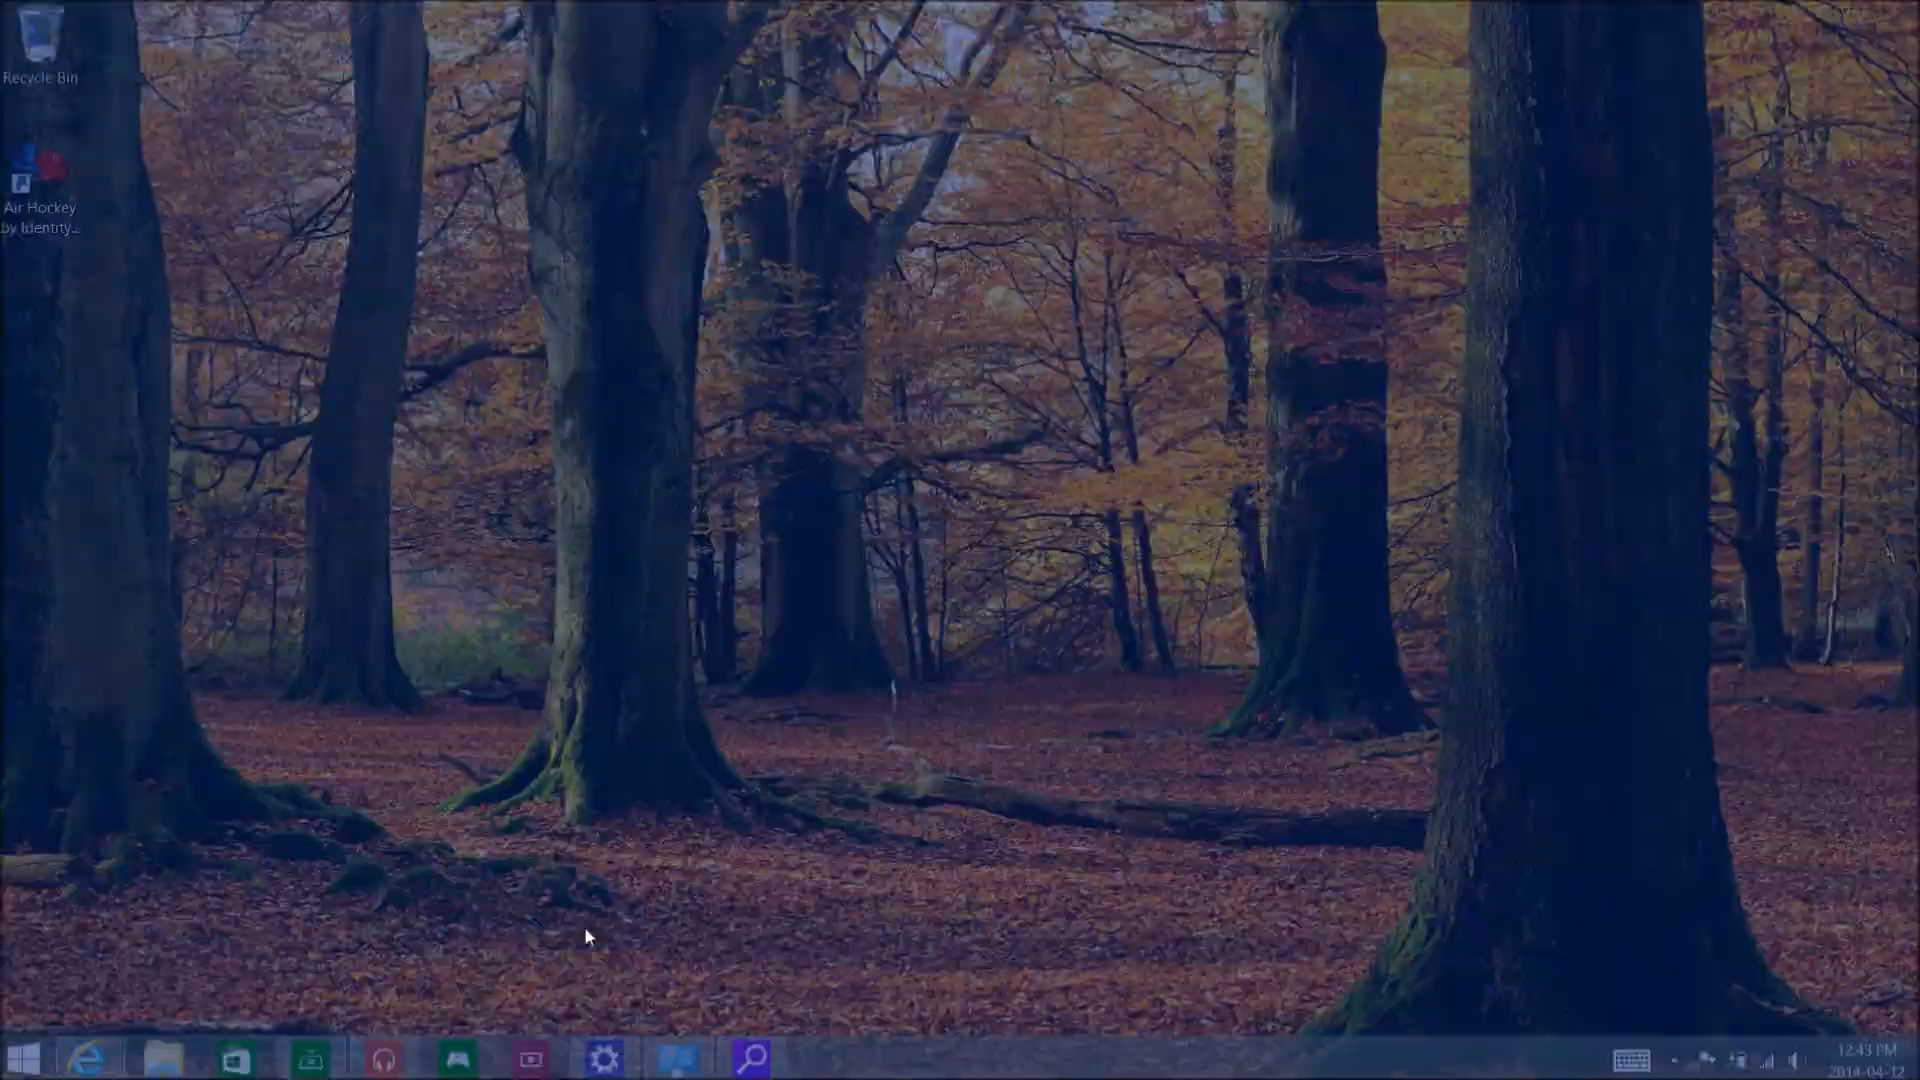 Recycle Bin
Air Hockey
by Identity...
12:43 PM
2014-04-12